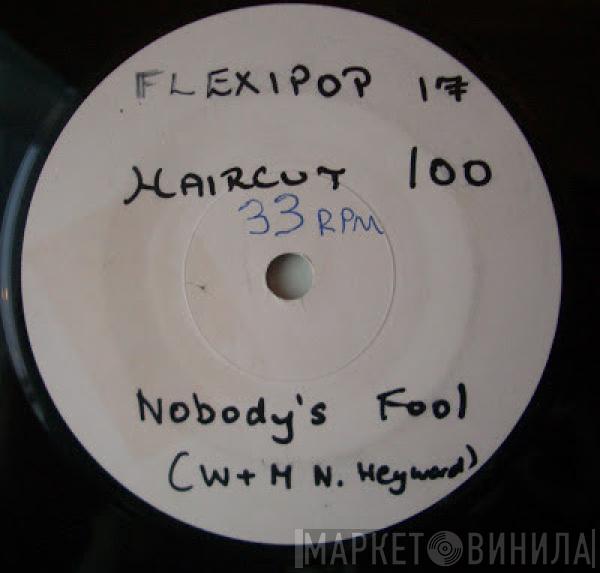 FLEXIPOP 17
HAIRCUT 100
33 RPM
Nobody's Fool
(W + M N. Heyward)
МАРКЕТ ВИНИЛА